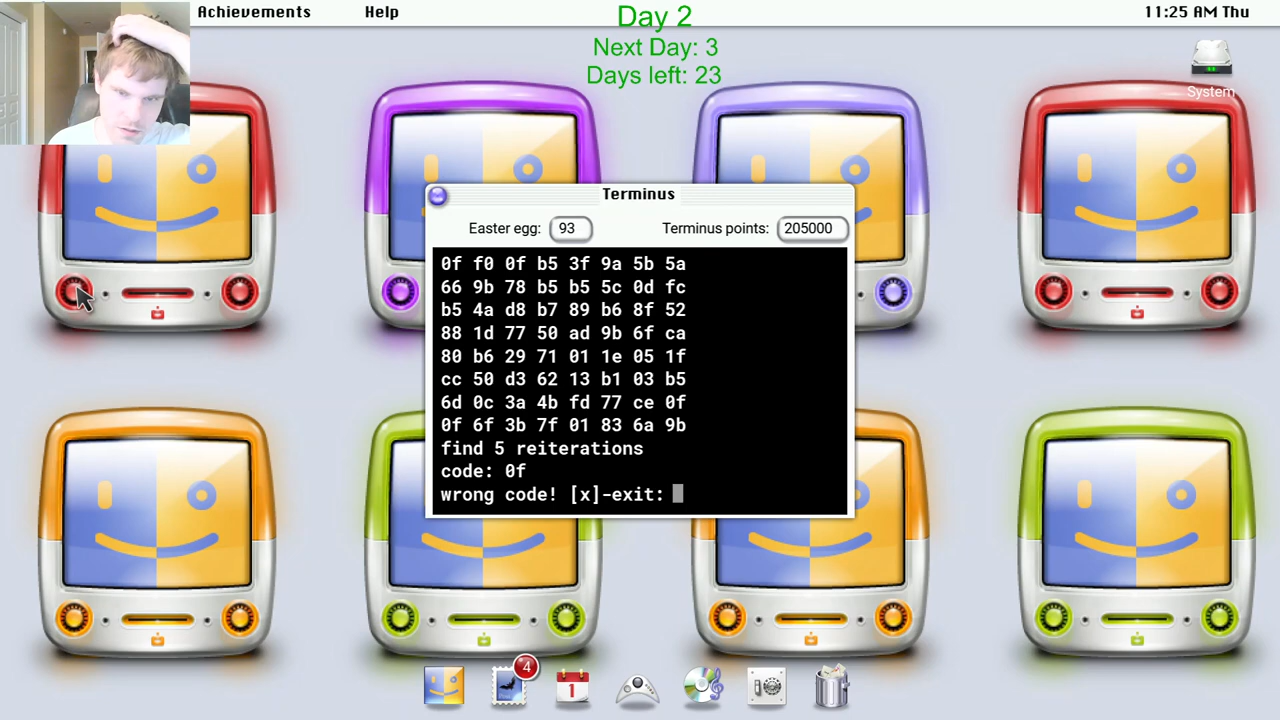 Achievements Help
11:25 AM Thu
Day 2
Next Day: 3
Days left: 23
System
Terminus
Easter egg: 93 Terminus points: 205000
0f f0 0f b5 3f 9a 5b 5a
66 9b 78 b5 b5 5c 0d fc
b5 4a d8 b7 89 b6 8f 52
88 1d 77 50 ad 9b 6f ca
80 b6 29 71 01 1e 05 1f
cc 50 d3 62 13 b1 03 b5
6d 0c 3a 4b fd 77 ce 0f
0f 6f 3b 7f 01 83 6a 9b
find 5 reiterations
code: 0f
wrong code! [x]-exit:
4
1